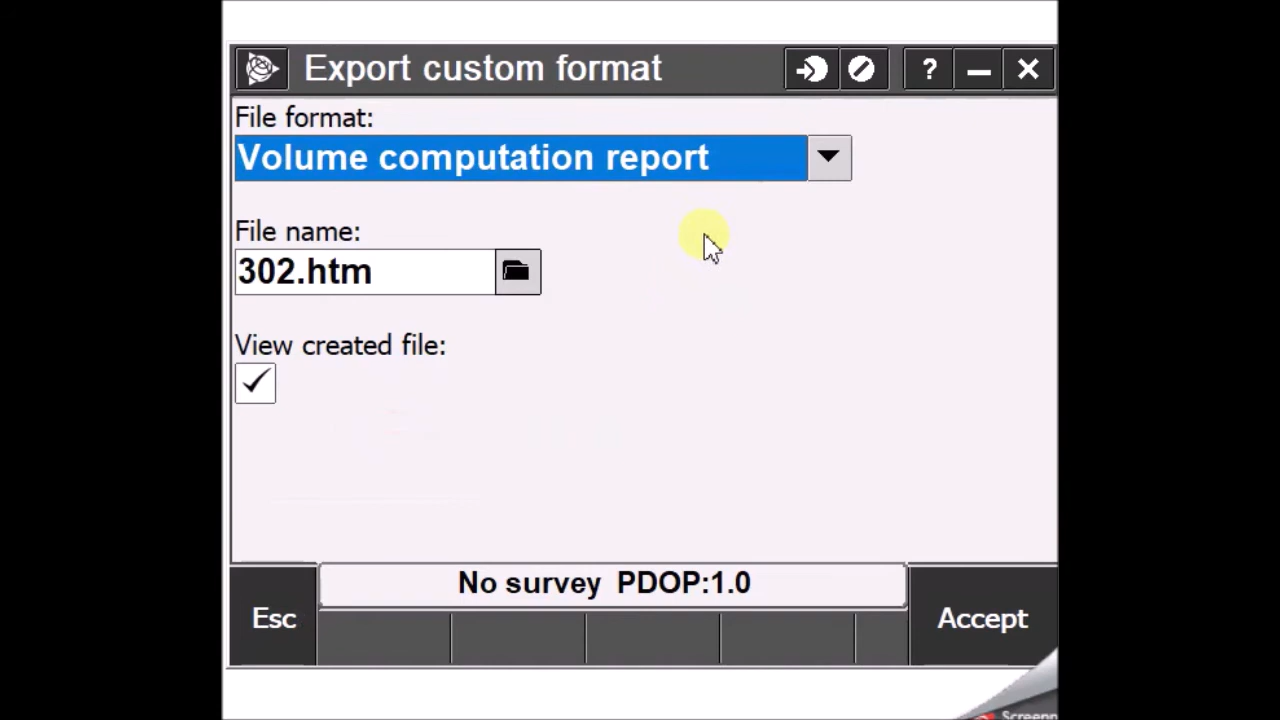 Export custom format
?
File format:
Volume computation report
File name:
302.htm
View created file:
No survey PDOP:1.0
Esc
Accept